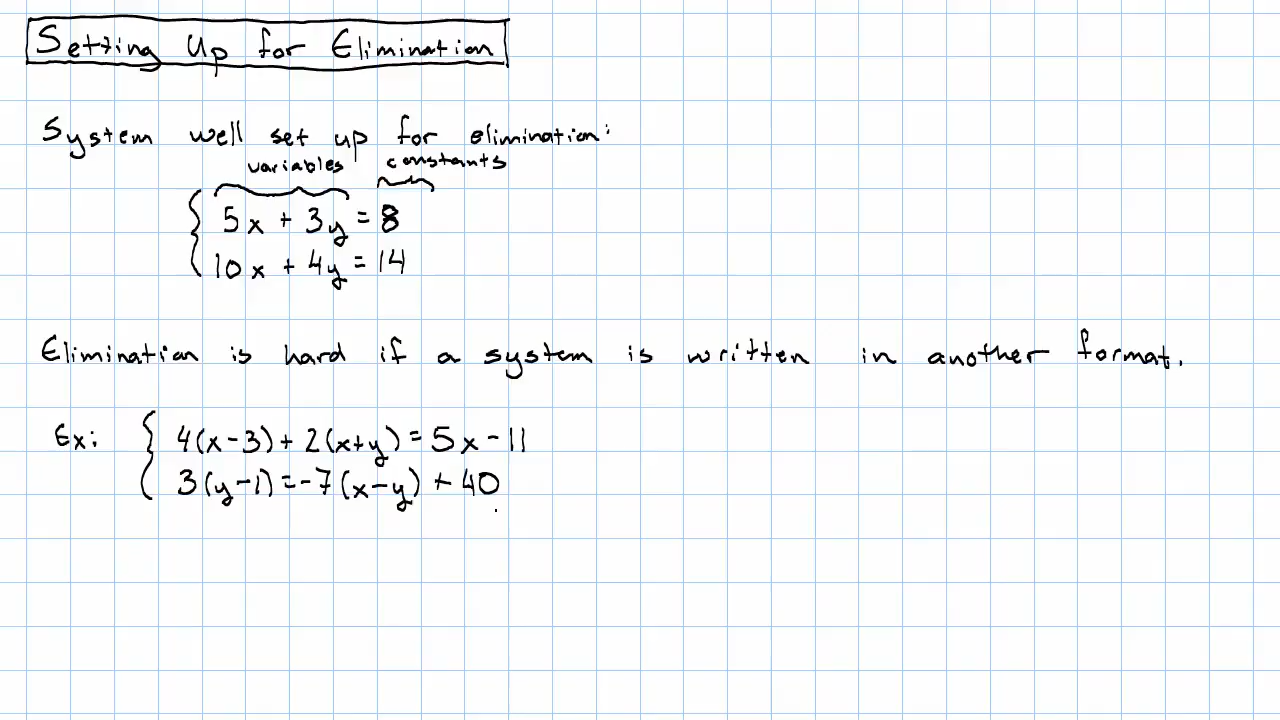 Setting Up for Elimination
System well set up for elimination:
variables constants
5x + 3y = 8
10x + 4y = 14
Elimination is hard if a system is written in another format.
Ex: 4(x-3) + 2(x+y) = 5x - 11
3(y-1) = -7(x-y) + 40